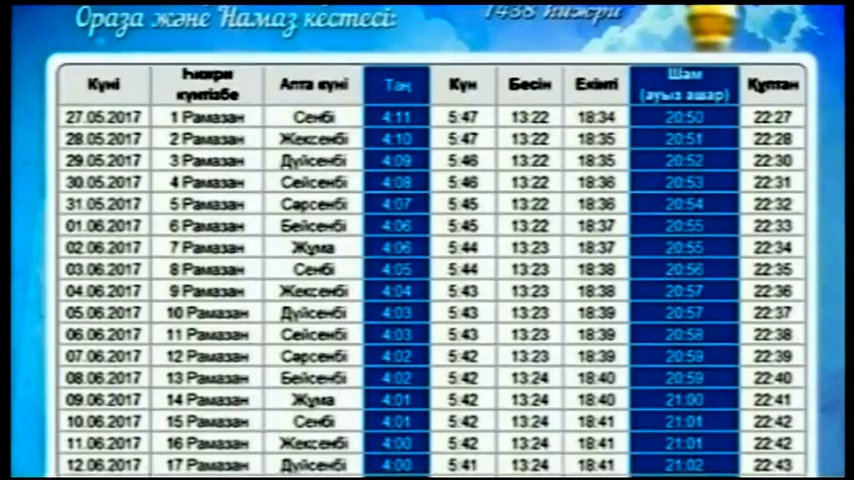 Ораза және Намаз кестесі:
1438 һижри
Күні Һижри күнтізбе Апта күні Таң Күн Бесін Екінті Шам (ауыз ашар) Құптан
27.05.2017 1 Рамазан Сенбі 4:11 5:47 13:22 18:34 20:50 22:27
28.05.2017 2 Рамазан Жексенбі 4:10 5:47 13:22 18:35 20:51 22:28
29.05.2017 3 Рамазан Дүйсенбі 4:09 5:46 13:22 18:35 20:52 22:30
30.05.2017 4 Рамазан Сейсенбі 4:08 5:46 13:22 18:36 20:53 22:31
31.05.2017 5 Рамазан Сәрсенбі 4:07 5:45 13:22 18:36 20:54 22:32
01.06.2017 6 Рамазан Бейсенбі 4:06 5:45 13:22 18:37 20:55 22:33
02.06.2017 7 Рамазан Жұма 4:06 5:44 13:23 18:37 20:55 22:34
03.06.2017 8 Рамазан Сенбі 4:05 5:44 13:23 18:38 20:56 22:35
04.06.2017 9 Рамазан Жексенбі 4:04 5:43 13:23 18:38 20:57 22:36
05.06.2017 10 Рамазан Дүйсенбі 4:03 5:43 13:23 18:39 20:57 22:37
06.06.2017 11 Рамазан Сейсенбі 4:03 5:43 13:23 18:39 20:58 22:38
07.06.2017 12 Рамазан Сәрсенбі 4:02 5:42 13:23 18:39 20:59 22:39
08.06.2017 13 Рамазан Бейсенбі 4:02 5:42 13:24 18:40 20:59 22:40
09.06.2017 14 Рамазан Жұма 4:01 5:42 13:24 18:40 21:00 22:41
10.06.2017 15 Рамазан Сенбі 4:01 5:42 13:24 18:41 21:01 22:42
11.06.2017 16 Рамазан Жексенбі 4:00 5:42 13:24 18:41 21:01 22:42
12.06.2017 17 Рамазан Дүйсенбі 4:00 5:41 13:24 18:41 21:02 22:43